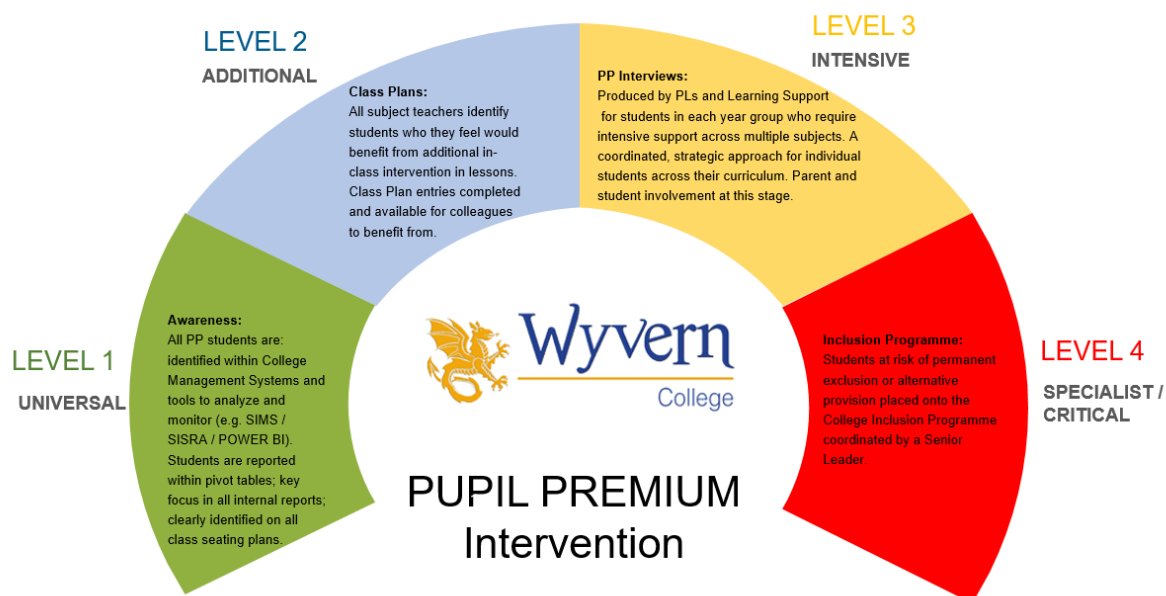 LEVEL 1
UNIVERSAL
Awareness:
All PP students are:
identified within College
Management Systems and
tools to analyze and
monitor (e.g. SIMS /
SISRA / POWER BI).
Students are reported
within pivot tables; key
focus in all internal reports;
clearly identified on all
class seating plans.
LEVEL 2
ADDITIONAL
Class Plans:
All subject teachers identify
students who they feel would
benefit from additional in-
class intervention in lessons.
Class Plan entries completed
and available for colleagues
to benefit from.
LEVEL 3
INTENSIVE
PP Interviews:
Produced by PLs and Learning Support
for students in each year group who require
intensive support across multiple subjects. A
coordinated, strategic approach for individual
students across their curriculum. Parent and
student involvement at this stage.
LEVEL 4
SPECIALIST /
CRITICAL
Inclusion Programme:
Students at risk of permanent
exclusion or alternative
provision placed onto the
College Inclusion Programme
coordinated by a Senior
Leader.
Wyvern
College
PUPIL PREMIUM
Intervention